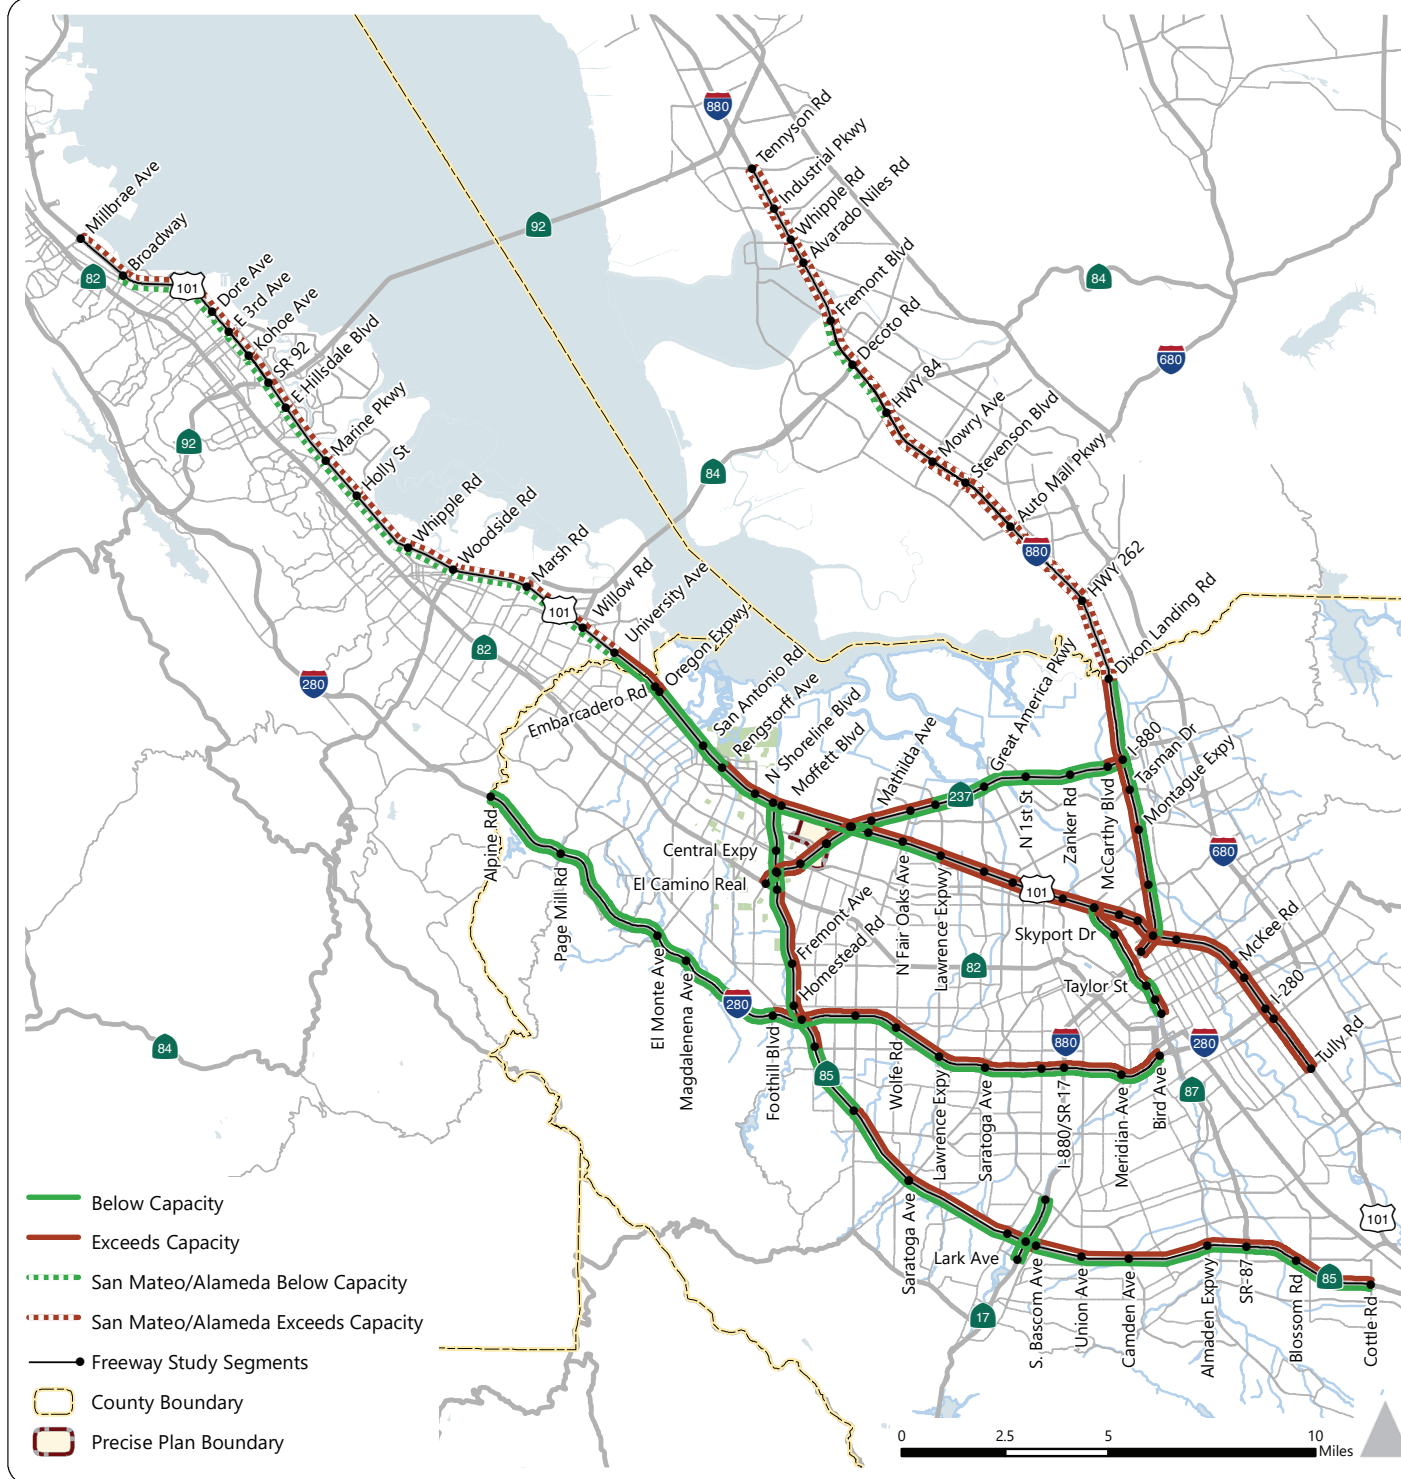 880
Tennyson Rd
Industrial Pkwy
Whipple Rd
Alvarado Niles Rd
Fremont Blvd
Decoto Rd
HWY 84
Mowry Ave
Stevenson Blvd
Auto Mall Pkwy
880
HWY 262
Dixon Landing Rd
92
84
680
84
Millbrae Ave
Broadway
82
101
Dore Ave
E 3rd Ave
Kohoe Ave
SR 92
E Hillsdale Blvd
92
Marine Pkwy
Holly St
Whipple Rd
Woodside Rd
Marsh Rd
101
Willow Rd
University Ave
82
280
Embarcadero Rd
Oregon Expwy
San Antonio Rd
Rengstorff Ave
N Shoreline Blvd
Moffett Blvd
Mathilda Ave
237
Great America Pkwy
N 1st St
Zanker Rd
McCarthy Blvd
I-880
Tasman Dr
Montague Expy
680
Central Expy
El Camino Real
Alpine Rd
Page Mill Rd
El Monte Ave
Magdalenena Ave
280
Foothill Blvd
Fremont Ave
Homestead Rd
N Fair Oaks Ave
Lawrence Expwy
101
Skyport Dr
82
Taylor St
McKee Rd
I-280
Tully Rd
84
85
Wolfe Rd
Lawrence Expy
Saratoga Ave
880
I-880/SR 17
Meridian Ave
Bird Ave
280
87
Saratoga Ave
Lark Ave
17
S. Bascom Ave
Union Ave
Camden Ave
Almaden Expwy
SR-87
Blossom Rd
85
Cottle Rd
101
Below Capacity
Exceeds Capacity
San Mateo/Alameda Below Capacity
San Mateo/Alameda Exceeds Capacity
Freeway Study Segments
County Boundary
Precise Plan Boundary
0 2.5 5 10
Miles